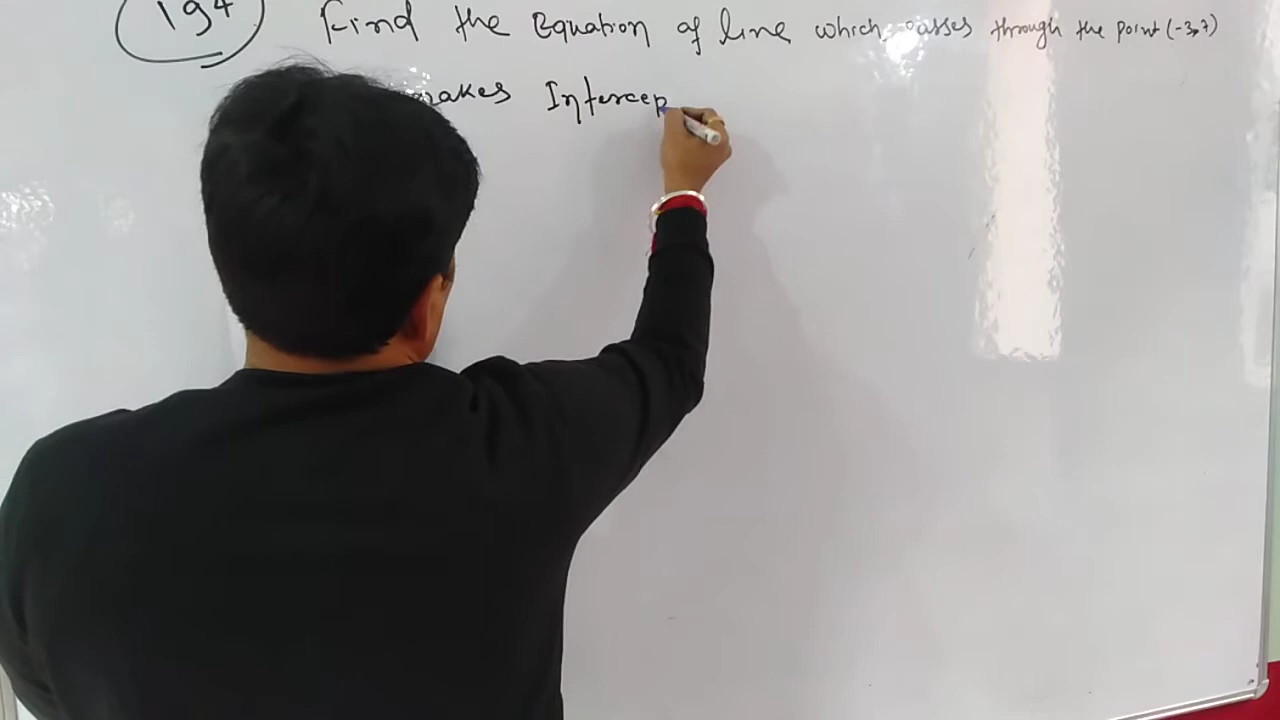 194 Find the Equation of line which passes through the point (-3,7)
makes Intercep